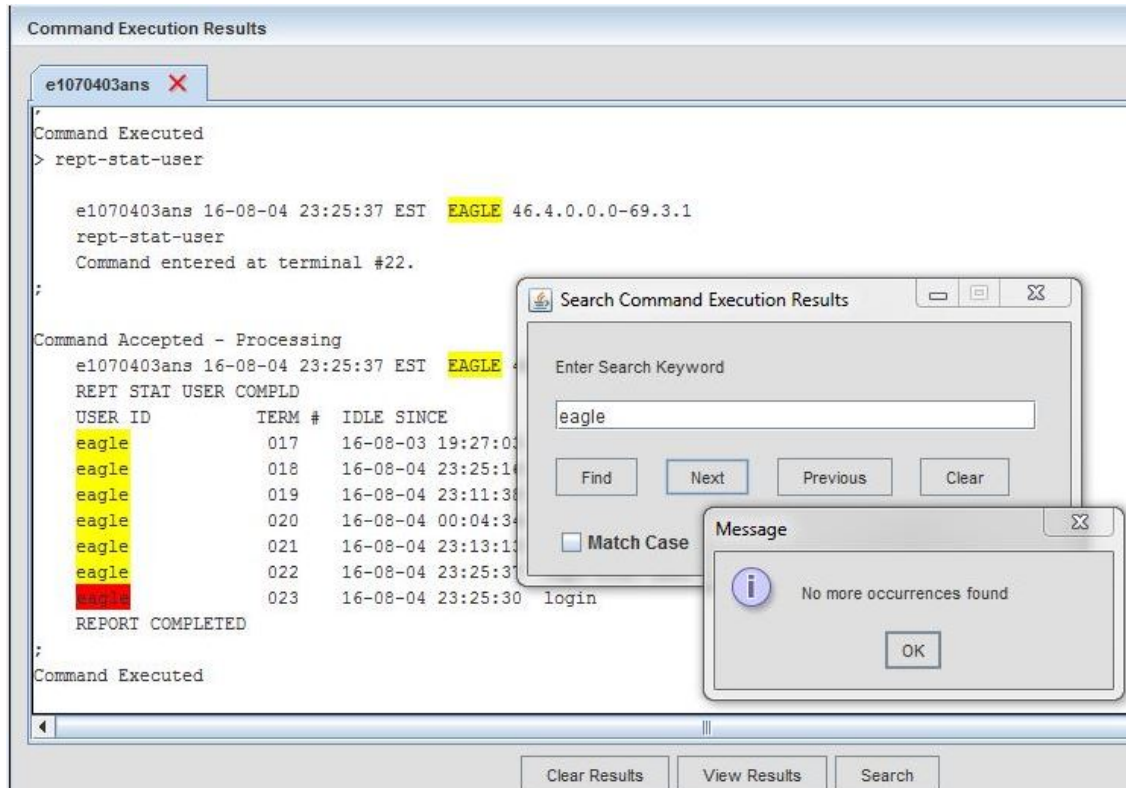 Command Execution Results
e1070403ans
;
Command Executed
> rept-stat-user
e1070403ans 16-08-04 23:25:37 EST EAGLE 46.4.0.0.0-69.3.1
rept-stat-user
Command entered at terminal #22.
;
Command Accepted - Processing
e1070403ans 16-08-04 23:25:37 EST EAGLE
REPT STAT USER COMPLD
USER ID TERM # IDLE SINCE
eagle 017 16-08-03 19:27:03
eagle 018 16-08-04 23:25:16
eagle 019 16-08-04 23:11:38
eagle 020 16-08-04 00:04:34
eagle 021 16-08-04 23:13:13
eagle 022 16-08-04 23:25:37
eagle 023 16-08-04 23:25:30 login
REPORT COMPLETED
;
Command Executed
Search Command Execution Results
Enter Search Keyword
eagle
Find Next Previous Clear
Match Case
Message
No more occurrences found
OK
Clear Results View Results Search